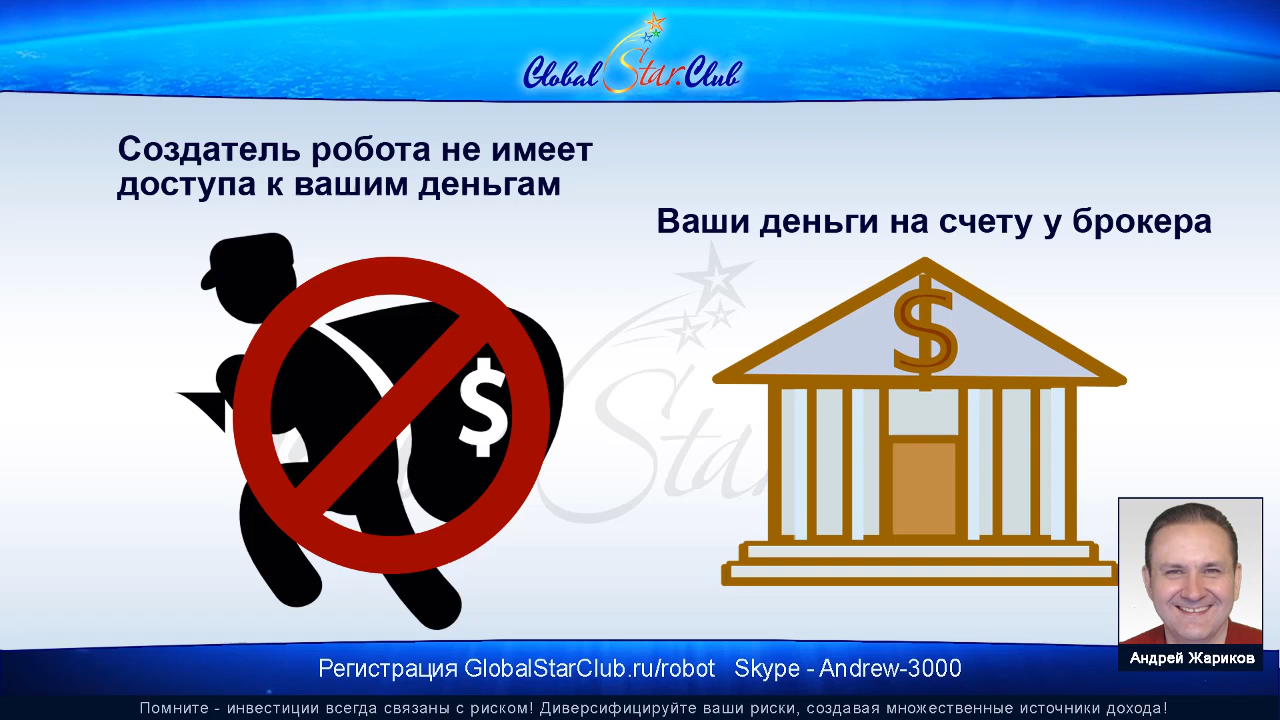 Global Star.Club
Создатель робота не имеет
доступа к вашим деньгам
Ваши деньги на счету у брокера
$
$
Star
Андрей Жариков
Регистрация GlobalStarClub.ru/robot Skype - Andrew-3000
Помните - инвестиции всегда связаны с риском! Диверсифицируйте ваши риски, создавая множественные источники дохода!